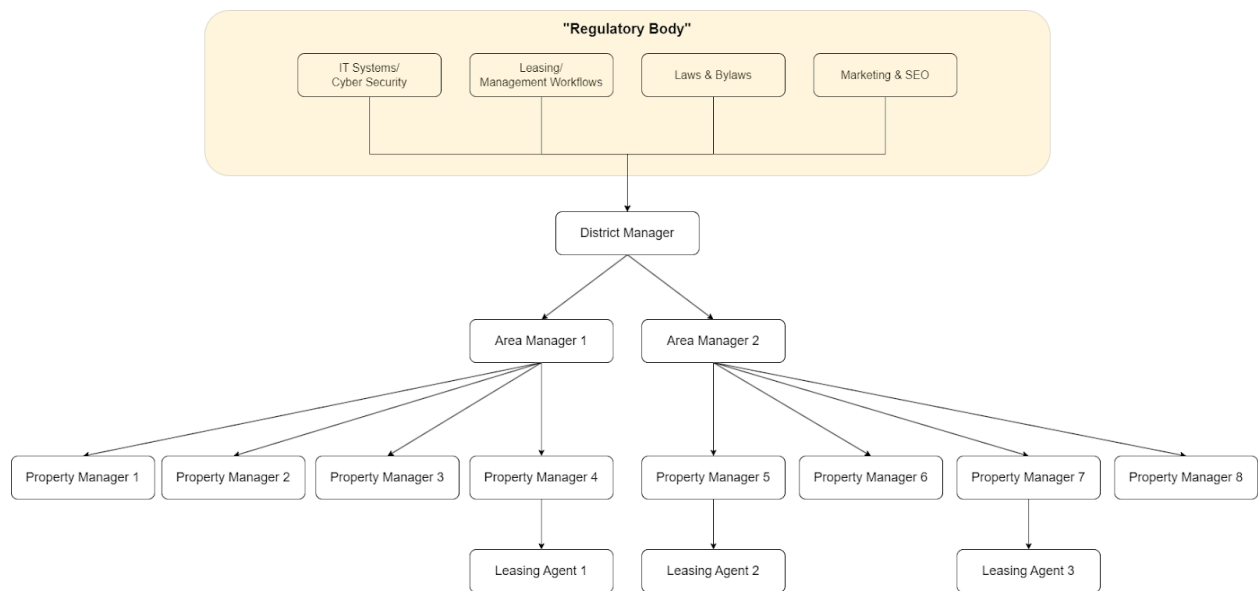 "Regulatory Body"
IT Systems/
Cyber Security
Leasing/
Management Workflows
Laws & Bylaws
Marketing & SEO
District Manager
Area Manager 1
Area Manager 2
Property Manager 1
Property Manager 2
Property Manager 3
Property Manager 4
Property Manager 5
Property Manager 6
Property Manager 7
Property Manager 8
Leasing Agent 1
Leasing Agent 2
Leasing Agent 3